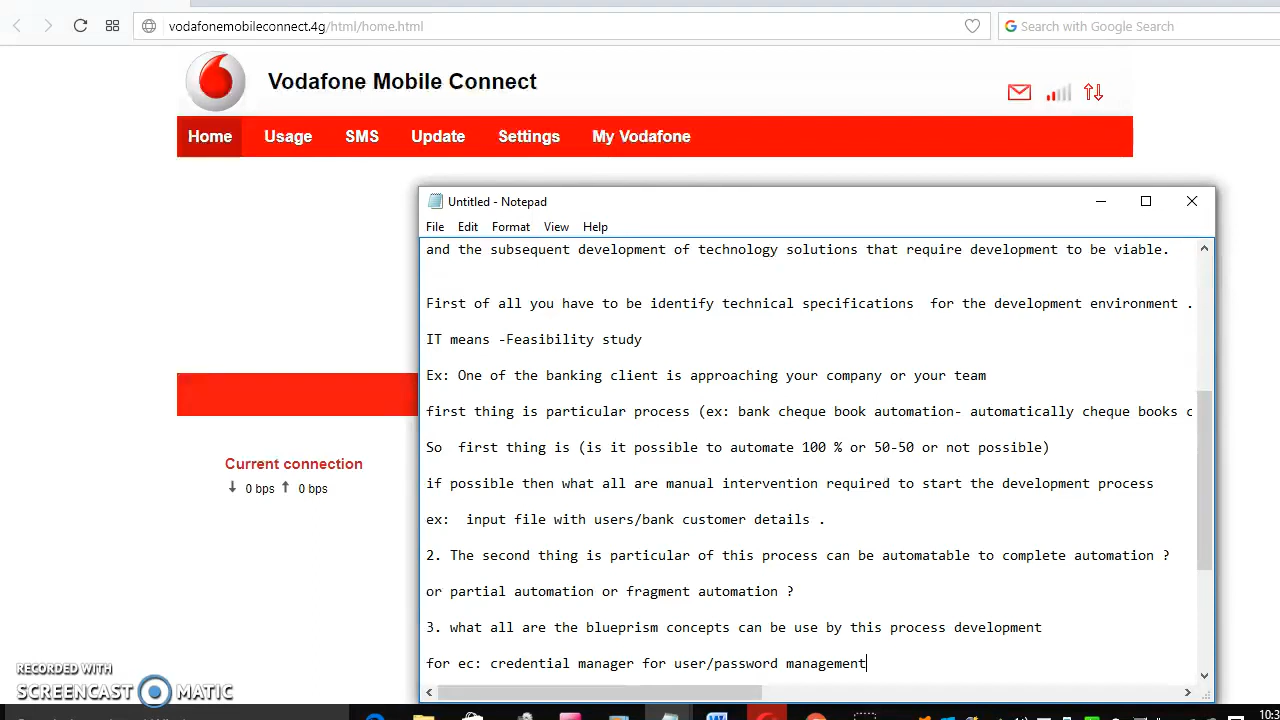 vodafonemobileconnect.4g/html/home.html
Search with Google Search
Vodafone Mobile Connect
Home Usage SMS Update Settings My Vodafone
Untitled - Notepad
File Edit Format View Help
and the subsequent development of technology solutions that require development to be viable.
First of all you have to be identify technical specifications  for the development environment .
IT means -Feasibility study
Ex: One of the banking client is approaching your company or your team
first thing is particular process (ex: bank cheque book automation- automatically cheque books c
So  first thing is (is it possible to automate 100 % or 50-50 or not possible)
Current connection
if possible then what all are manual intervention required to start the development process
0 bps 0 bps
ex:  input file with users/bank customer details .
2. The second thing is particular of this process can be automatable to complete automation ?
or partial automation or fragment automation ?
3. what all are the blueprism concepts can be use by this process development
for ec: credential manager for user/password management
RECORDED WITH
SCREENCAST MATIC